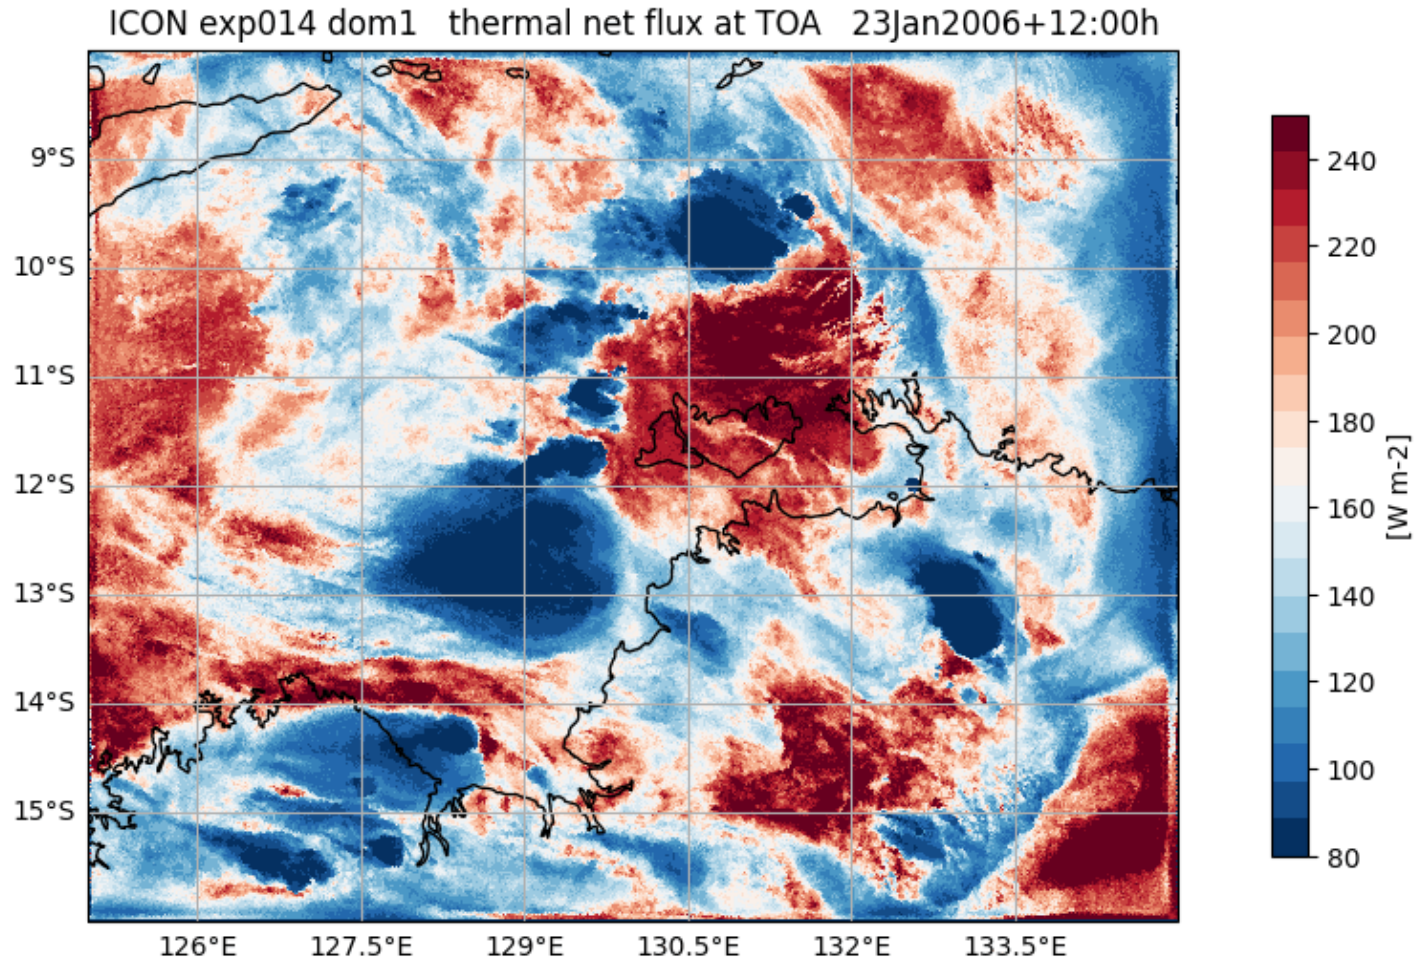 ICON exp014 dom1 thermal net flux at TOA 23Jan2006+12:00h
9°S
10°S
11°S
12°S
13°S
14°S
15°S
126°E 127.5°E 129°E 130.5°E 132°E 133.5°E
240
220
200
180
160
140
120
100
80
[W m-2]